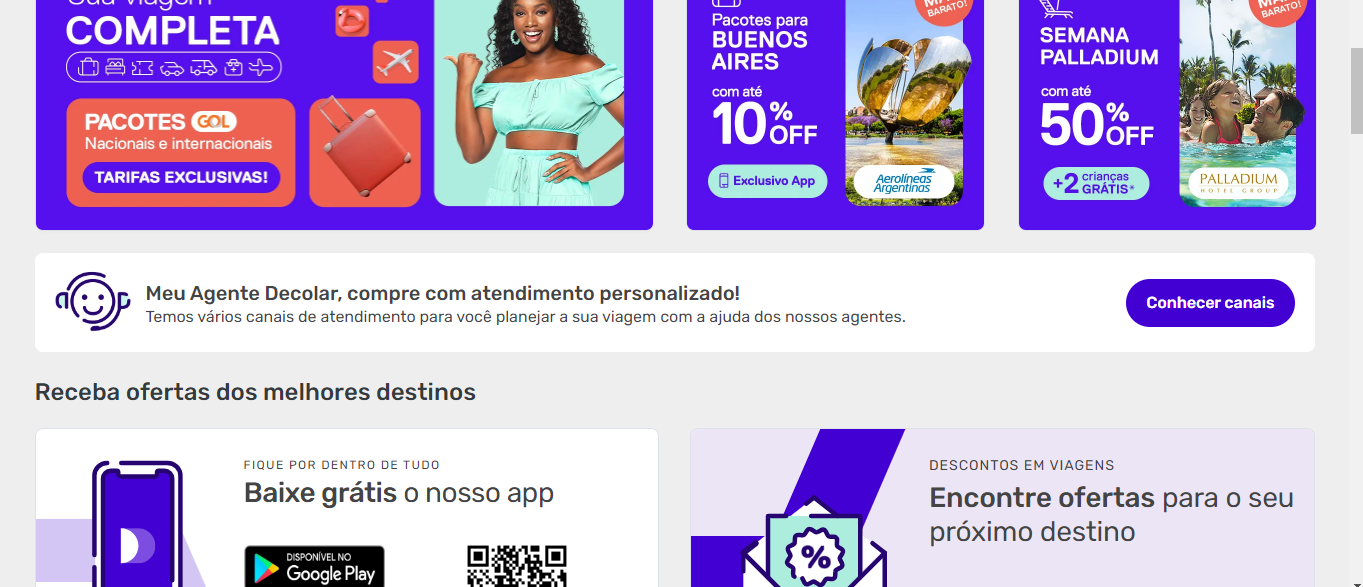 Sua viagem
COMPLETA
PACOTES GOL
Nacionais e internacionais
TARIFAS EXCLUSIVAS!
Pacotes para
BUENOS
AIRES
com até
10% OFF
Exclusivo App
BARATO!
Aerolíneas
Argentinas
SEMANA
PALLADIUM
com até
50% OFF
+2 crianças
GRÁTIS*
BARATO!
PALLADIUM
HOTEL GROUP
Meu Agente Decolar, compre com atendimento personalizado!
Temos vários canais de atendimento para você planejar a sua viagem com a ajuda dos nossos agentes.
Conhecer canais
Receba ofertas dos melhores destinos
FIQUE POR DENTRO DE TUDO
Baixe grátis o nosso app
DISPONÍVEL NO
Google Play
DESCONTOS EM VIAGENS
Encontre ofertas para o seu
próximo destino
%